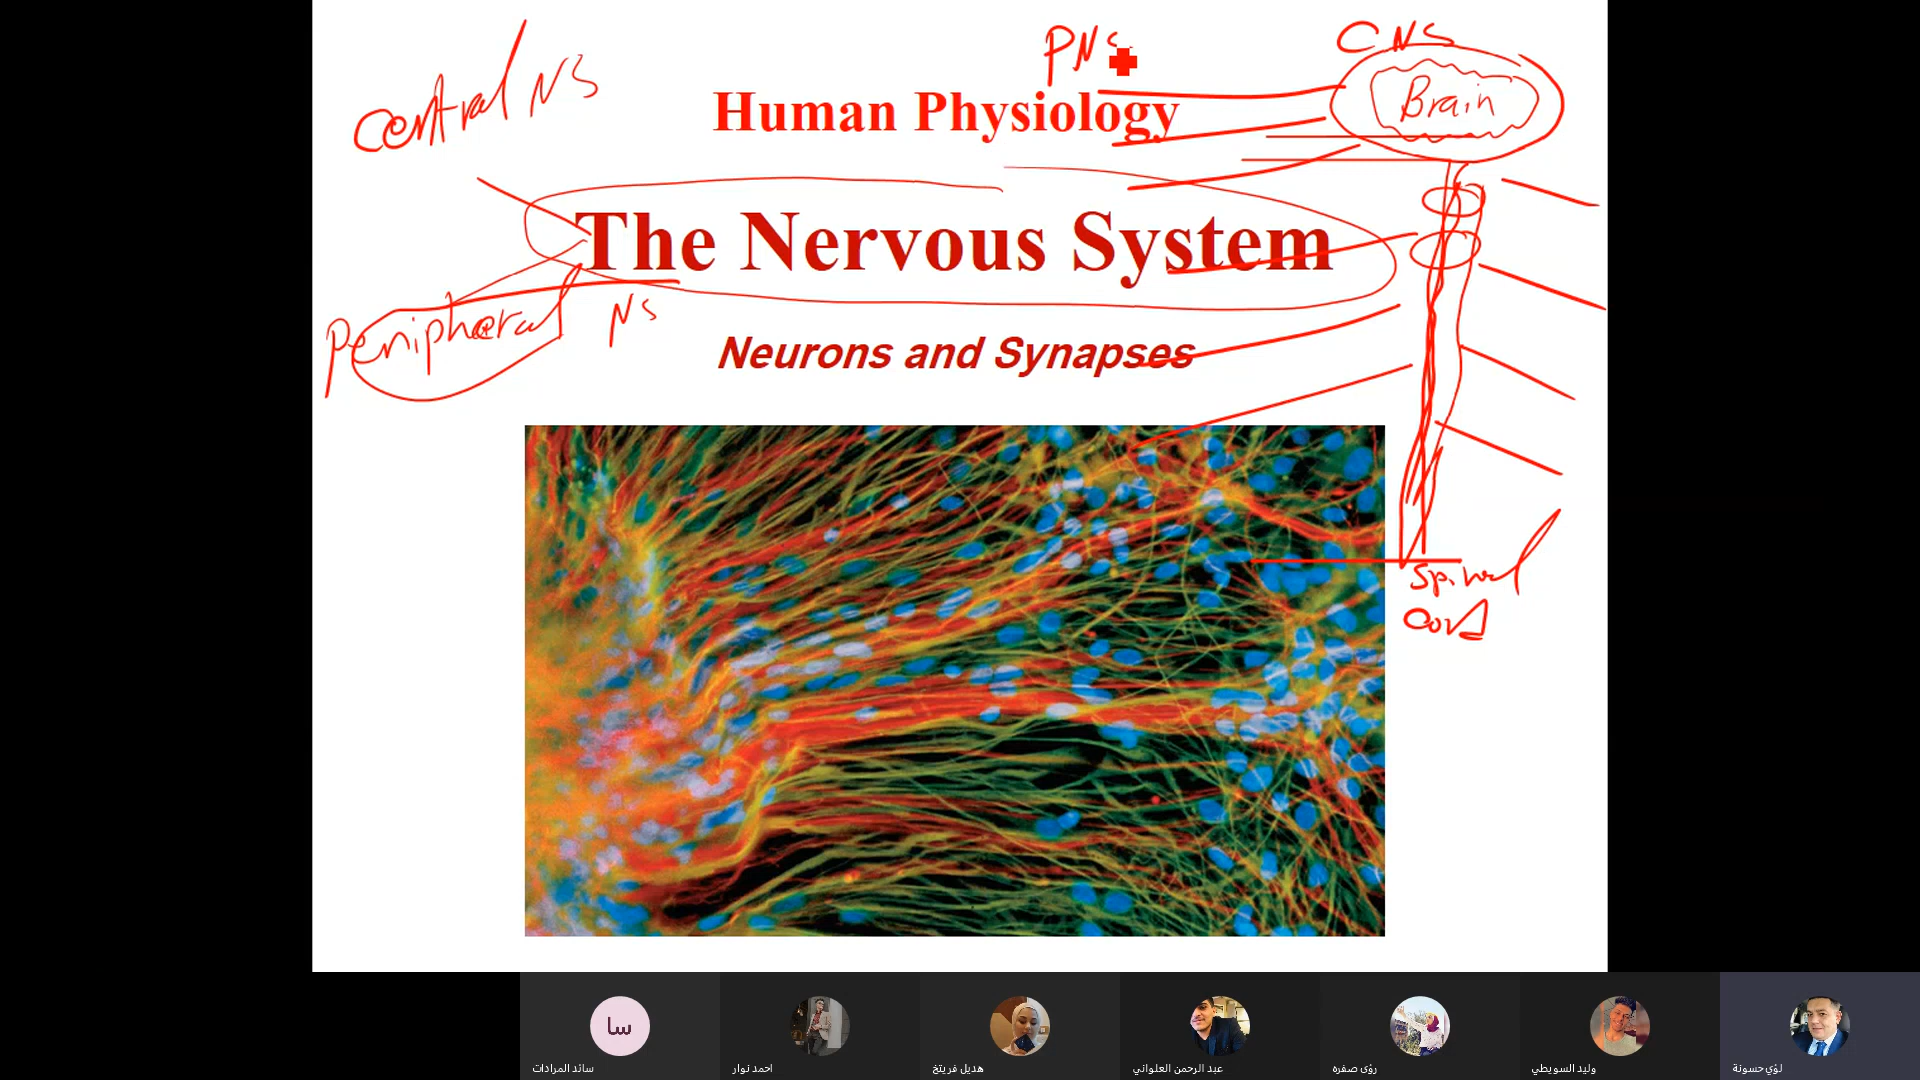 PNS
CNS
central NS
Brain
Human Physiology
The Nervous System
Peripheral NS
Neurons and Synapses
Spinal
Cord
سا
سائد المرادات
احمد نوار
هديل فريتخ
عبد الرحمن العلواني
رؤى صفره
وليد السويطي
لؤي حسونة